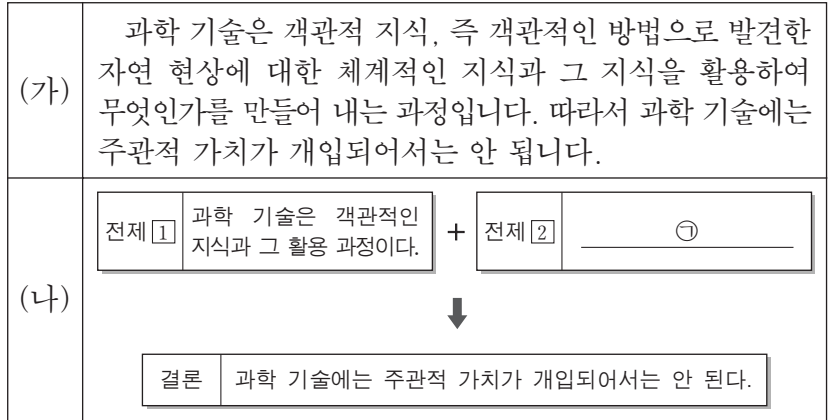 (가)
과학 기술은 객관적 지식, 즉 객관적인 방법으로 발견한
자연 현상에 대한 체계적인 지식과 그 지식을 활용하여
무엇인가를 만들어 내는 과정입니다. 따라서 과학 기술에는
주관적 가치가 개입되어서는 안 됩니다.
(나)
전제 1 과학 기술은 객관적인
지식과 그 활용 과정이다.
+
전제 2 ㉠
결론 과학 기술에는 주관적 가치가 개입되어서는 안 된다.